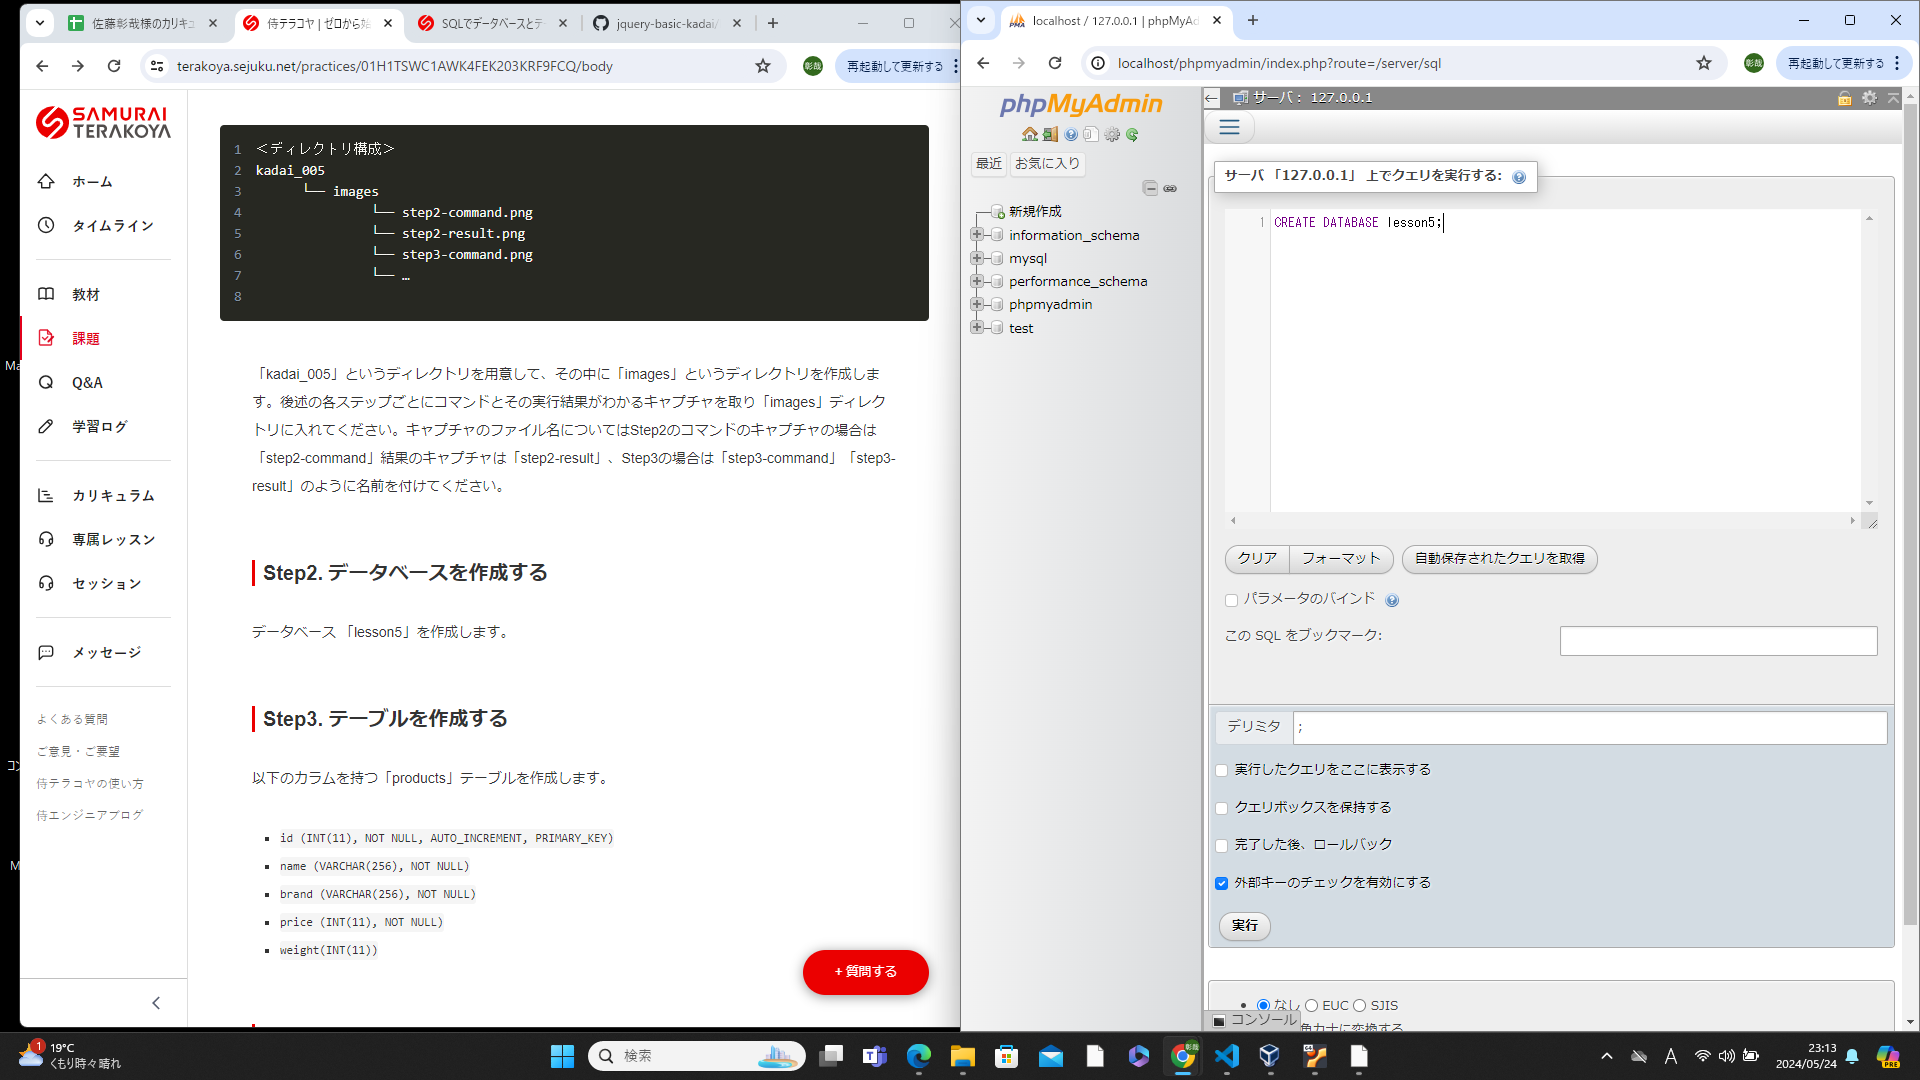 佐藤彰哉様のカリキュ
侍テラコヤ | ゼロから始
SQLでデータベースとテー
jquery-basic-kadai/
terakoya.sejuku.net/practices/01H1TSWC1AWK4FEK203KRF9FCQ/body
彰哉
再起動して更新する
SAMURAI
TERAKOYA
ホーム
タイムライン
教材
課題
Q&A
学習ログ
カリキュラム
専属レッスン
セッション
メッセージ
よくある質問
ご意見・ご要望
侍テラコヤの使い方
侍エンジニアブログ
1 <ディレクトリ構成>
2 kadai_005
3 └── images
4 └── step2-command.png
5 └── step2-result.png
6 └── step3-command.png
7 └── …
8
「kadai_005」というディレクトリを用意して、その中に「images」というディレクトリを作成しま
す。後述の各ステップごとにコマンドとその実行結果がわかるキャプチャを取り「images」ディレク
トリに入れてください。キャプチャのファイル名についてはStep2のコマンドのキャプチャの場合は
「step2-command」結果のキャプチャは「step2-result」、Step3の場合は「step3-command」「step3-
result」のように名前を付けてください。
Step2. データベースを作成する
データベース 「lesson5」を作成します。
Step3. テーブルを作成する
以下のカラムを持つ「products」テーブルを作成します。
id (INT(11), NOT NULL, AUTO_INCREMENT, PRIMARY_KEY)
name (VARCHAR(256), NOT NULL)
brand (VARCHAR(256), NOT NULL)
price (INT(11), NOT NULL)
weight(INT(11))
+ 質問する
localhost / 127.0.0.1 | phpMyAd
localhost/phpmyadmin/index.php?route=/server/sql
彰哉
再起動して更新する
phpMyAdmin
最近 お気に入り
新規作成
information_schema
mysql
performance_schema
phpmyadmin
test
サーバ： 127.0.0.1
サーバ 「127.0.0.1」 上でクエリを実行する:
1 CREATE DATABASE lesson5;
クリア フォーマット 自動保存されたクエリを取得
パラメータのバインド
この SQL をブックマーク:
デリミタ ;
実行したクエリをここに表示する
クエリボックスを保持する
完了した後、ロールバック
外部キーのチェックを有効にする
実行
なし EUC SJIS
コンソール
角カナに変換する
1
19°C
くもり時々晴れ
検索
彰哉
A
23:13
2024/05/24
PRE